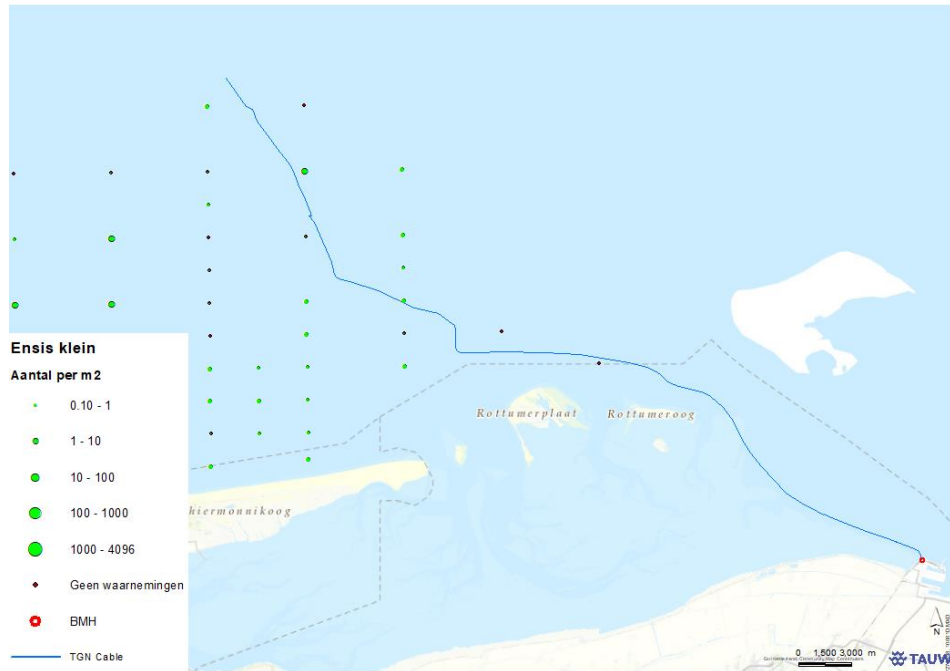 Ensis klein
Aantal per m2
0.10 - 1
1 - 10
10 - 100
100 - 1000
1000 - 4096
Geen waarnemingen
BMH
TGN Cable
Rottumerplaat
Rottumeroog
hiermonnikoog
N
0 1,500 3,000 m
TAUW